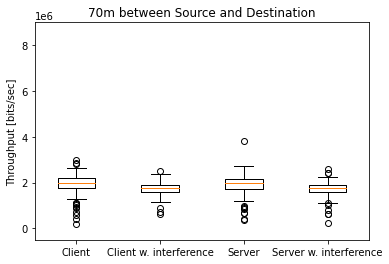 70m between Source and Destination
1e6
8
6
4
2
0
Throughput [bits/sec]
Client Client w. interference Server Server w. interference